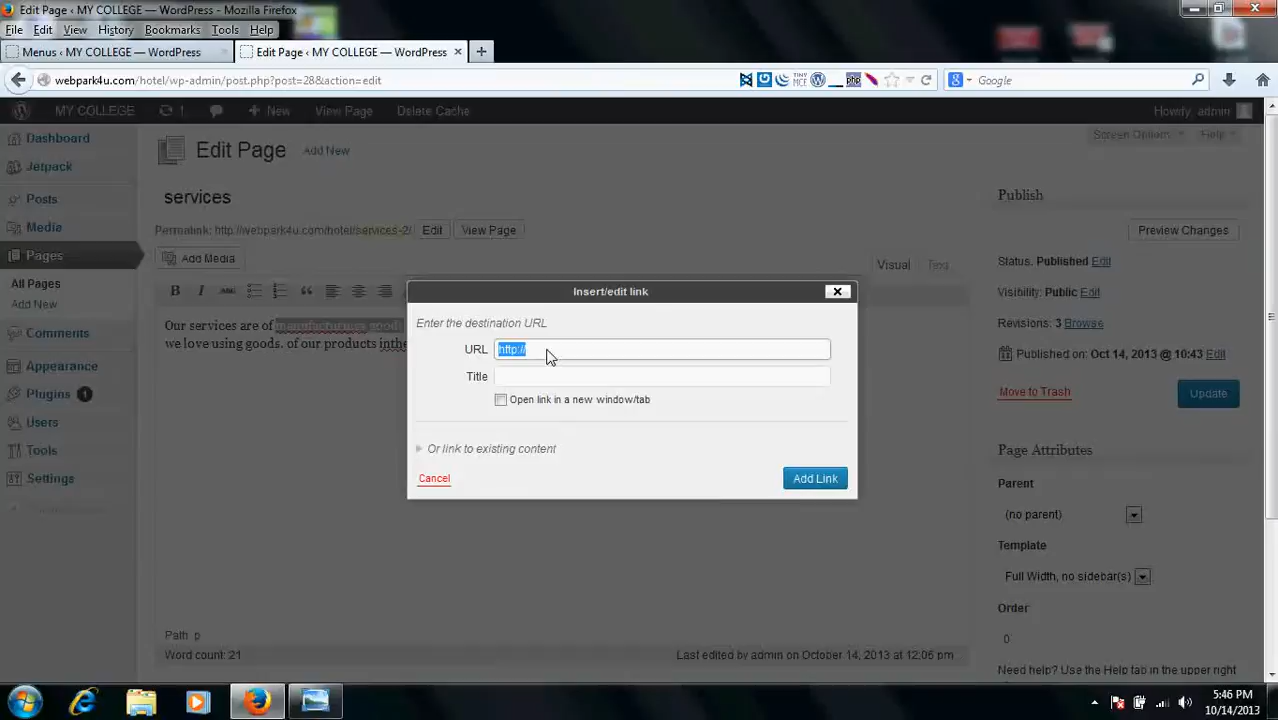 Edit Page ‹ MY COLLEGE — WordPress - Mozilla Firefox
File Edit View History Bookmarks Tools Help
Menus ‹ MY COLLEGE — WordPress
Edit Page ‹ MY COLLEGE — WordPress
webpark4u.com/hotel/wp-admin/post.php?post=28&action=edit
Google
MY COLLEGE 1 New View Page Delete Cache Howdy, admin
Dashboard
Jetpack
Posts
Media
Pages
All Pages
Add New
Comments
Appearance
Plugins 1
Users
Tools
Settings
Edit Page Add New
Screen Options Help
services
Permalink: http://webpark4u.com/hotel/services-2/ Edit View Page
Add Media
Visual Text
B I ABC
Our services are of manufacturinng goods
we love using goods. of our products inthe
Path: p
Word count: 21
Last edited by admin on October 14, 2013 at 12:06 pm
Insert/edit link
Enter the destination URL
URL http://
Title
Open link in a new window/tab
Or link to existing content
Cancel
Add Link
Publish
Preview Changes
Status: Published Edit
Visibility: Public Edit
Revisions: 3 Browse
Published on: Oct 14, 2013 @ 10:43 Edit
Move to Trash
Update
Page Attributes
Parent
(no parent)
Template
Full Width, no sidebar(s)
Order
0
Need help? Use the Help tab in the upper right
5:46 PM
10/14/2013